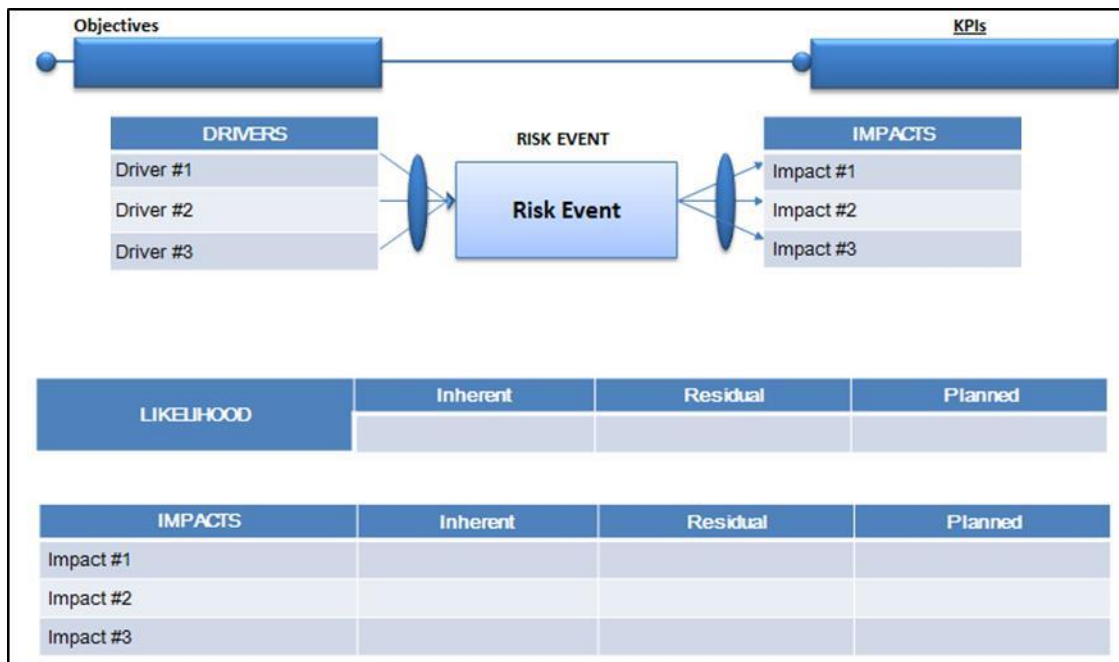 Objectives KPIs
DRIVERS RISK EVENT IMPACTS
Driver #1 Impact #1
Driver #2 Risk Event Impact #2
Driver #3 Impact #3
LIKELIHOOD Inherent Residual Planned
IMPACTS Inherent Residual Planned
Impact #1
Impact #2
Impact #3